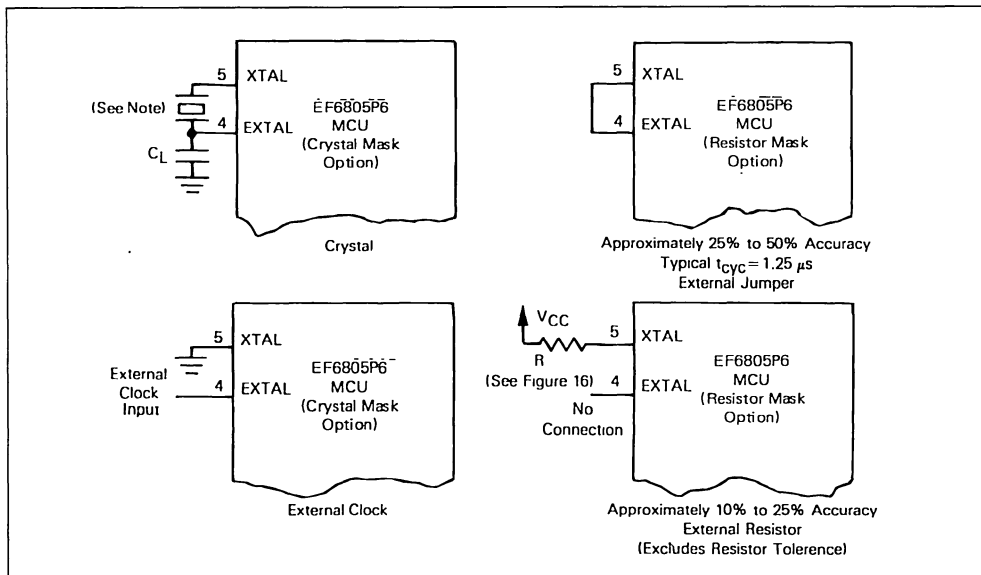 5 XTAL
(See Note)
4 EXTAL
CL
EF6805P6
MCU
(Crystal Mask
Option)
Crystal
5 XTAL
4 EXTAL
EF6805P6
MCU
(Resistor Mask
Option)
Approximately 25% to 50% Accuracy
Typical tcyc = 1.25 μs
External Jumper
5 XTAL
External
Clock
Input
4 EXTAL
EF6805P6
MCU
(Crystal Mask
Option)
External Clock
VCC
5 XTAL
R
(See Figure 16)
4 EXTAL
No
Connection
EF6805P6
MCU
(Resistor Mask
Option)
Approximately 10% to 25% Accuracy
External Resistor
(Excludes Resistor Tolerence)